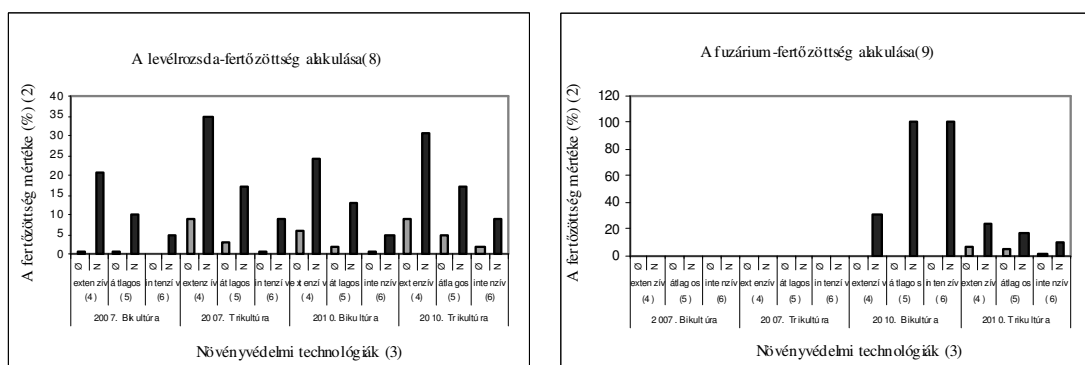 A levélrozsda-fertőzöttség alakulása(8)
A fertőzöttség mértéke (%) (2)
40
35
30
25
20
15
10
5
0
Ø N Ø N Ø N Ø N Ø N Ø N Ø N Ø N Ø N Ø N Ø N Ø N
extenzív átlagos intenzív extenzív átlagos intenzív extenzív átlagos intenzív extenzív átlagos intenzív
(4) (5) (6) (4) (5) (6) (4) (5) (6) (4) (5) (6)
2007. Bikultúra 2007. Trikultúra 2010. Bikultúra 2010. Trikultúra
Növényvédelmi technológiák (3)
A fuzárium-fertőzöttség alakulása(9)
A fertőzöttség mértéke (%) (2)
120
100
80
60
40
20
0
Ø N Ø N Ø N Ø N Ø N Ø N Ø N Ø N Ø N Ø N Ø N Ø N
extenzív átlagos intenzív extenzív átlagos intenzív extenzív átlagos intenzív extenzív átlagos intenzív
(4) (5) (6) (4) (5) (6) (4) (5) (6) (4) (5) (6)
2007. Bikultúra 2007. Trikultúra 2010. Bikultúra 2010. Trikultúra
Növényvédelmi technológiák (3)